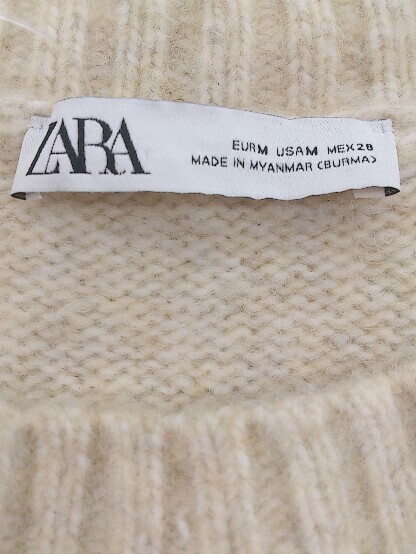 ZARA
EUR M USA M MEX 28
MADE IN MYANMAR (BURMA)